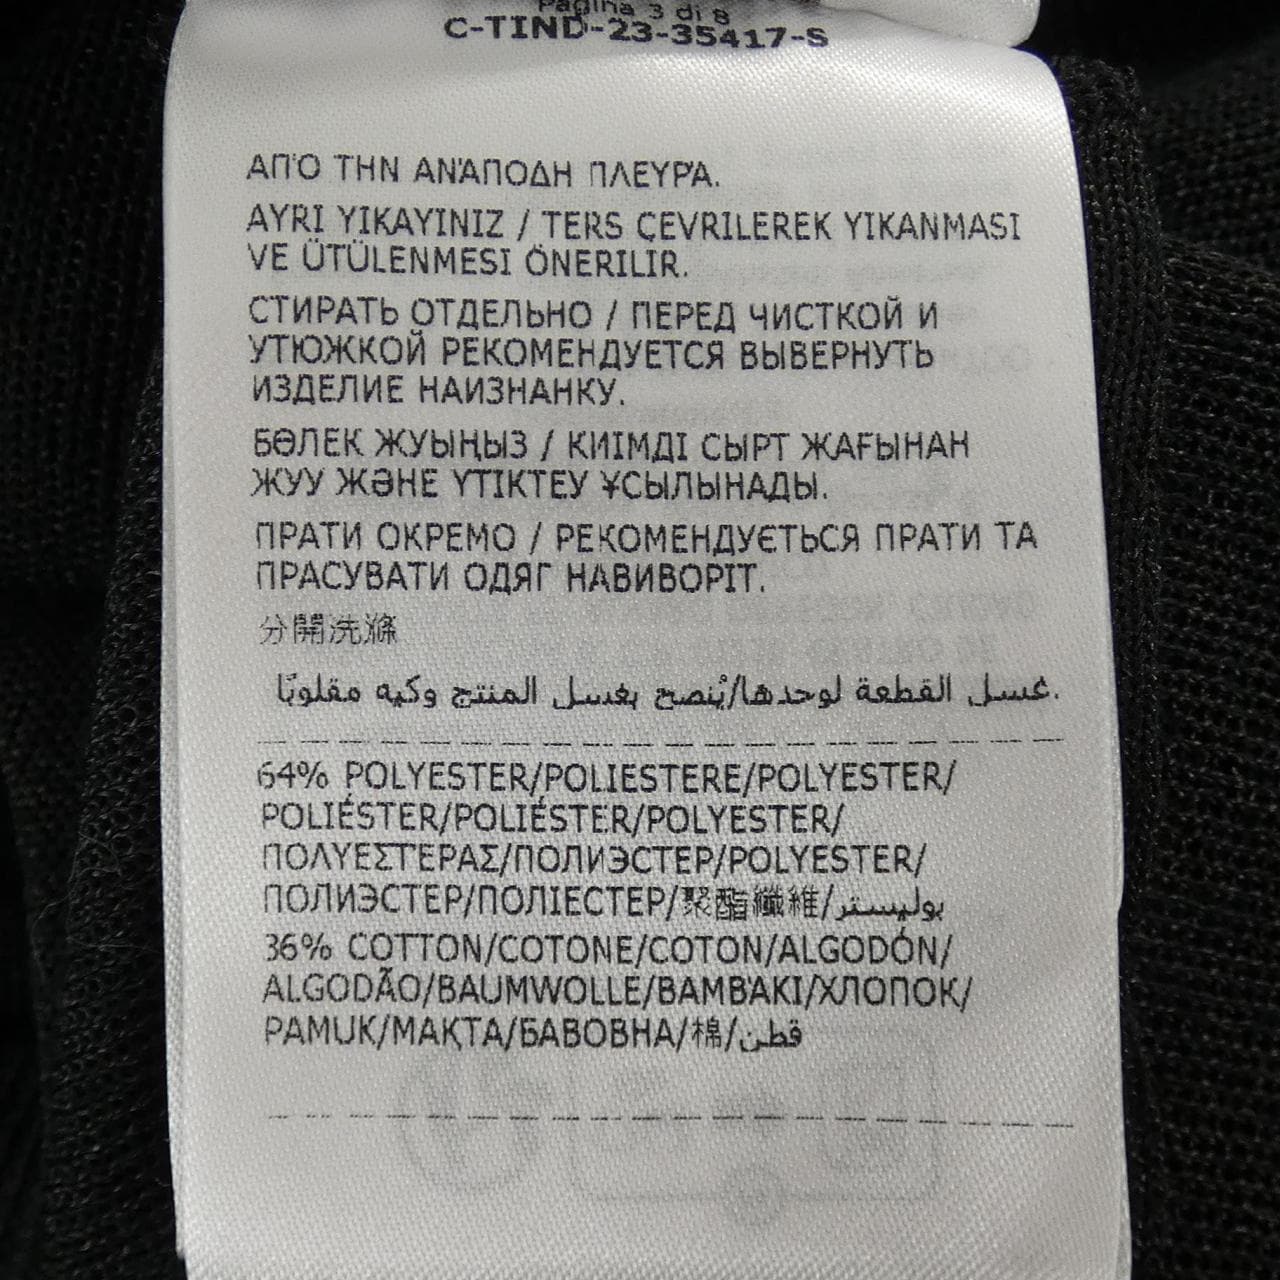 Pagina 3 di 8
C-TIND-23-35417-S
ΑΠΌ ΤΗΝ ΑΝΆΠΟΔΗ ΠΛΕΥΡΆ.
AYRI YIKAYINIZ / TERS ÇEVRILEREK YIKANMASI
VE ÜTÜLENMESI ÖNERILIR.
СТИРАТЬ ОТДЕЛЬНО / ПЕРЕД ЧИСТКОЙ И
УТЮЖКОЙ РЕКОМЕНДУЕТСЯ ВЫВЕРНУТЬ
ИЗДЕЛИЕ НАИЗНАНКУ.
БӨЛЕК ЖУЫҢЫЗ / КИІМДІ СЫРТ ЖАҒЫНАН
ЖУУ ЖӘНЕ ҮТІКТЕУ ҰСЫЛЫНАДЫ.
ПРАТИ ОКРЕМО / РЕКОМЕНДУЄТЬСЯ ПРАТИ ТА
ПРАСУВАТИ ОДЯГ НАВИВОРІТ.
分開洗滌
غسل القطعة لوحدها/يُنصح بغسل المنتج وكيه مقلوبًا.
64% POLYESTER/POLIESTERE/POLYESTER/
POLIÉSTER/POLIÉSTER/POLYESTER/
ΠΟΛΥΕΣΤΕΡΑΣ/ПОЛИЭСТЕР/POLYESTER/
ПОЛИЭСТЕР/ПОЛІЕСТЕР/聚酯纖維/بوليستر
36% COTTON/COTONE/COTON/ALGODÓN/
ALGODÃO/BAUMWOLLE/ΒΑΜΒΆΚΙ/ХЛОПОК/
PAMUK/МАҚТА/БАВОВНА/棉/قطن